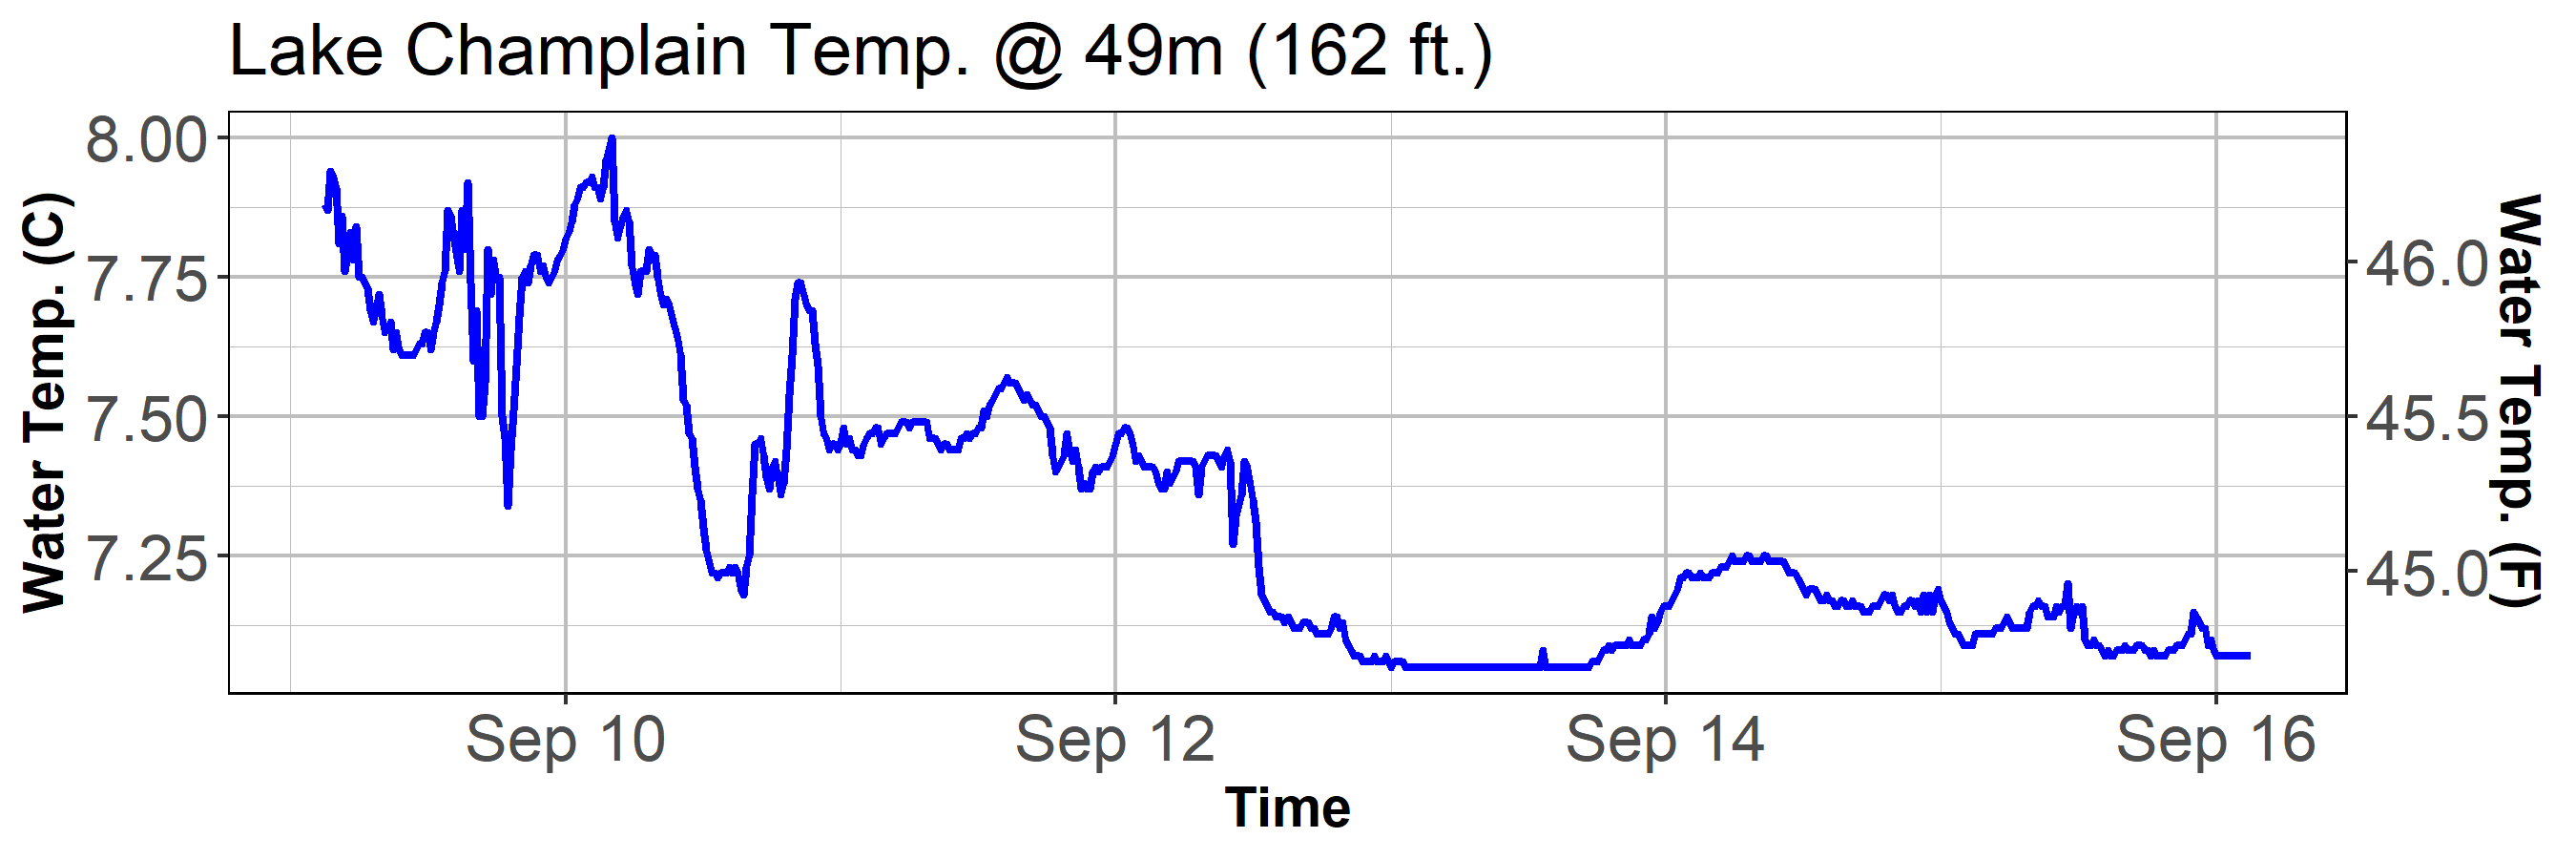 Lake Champlain Temp. @ 49m (162 ft.)
Water Temp. (C)
8.00
7.75
7.50
7.25
46.0
45.5
45.0
Water Temp. (F)
Sep 10 Sep 12 Sep 14 Sep 16
Time